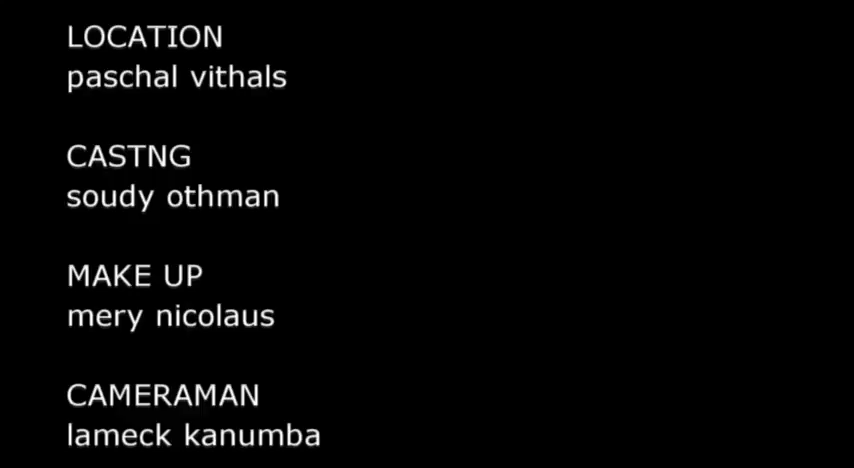 LOCATION
paschal vithals
CASTNG
soudy othman
MAKE UP
mery nicolaus
CAMERAMAN
lameck kanumba